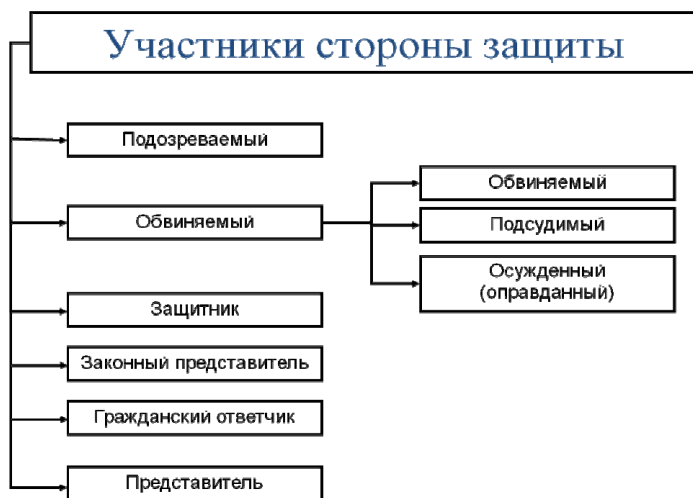 Участники стороны защиты
Подозреваемый
Обвиняемый
Обвиняемый
Подсудимый
Осужденный
(оправданный)
Защитник
Законный представитель
Гражданский ответчик
Представитель